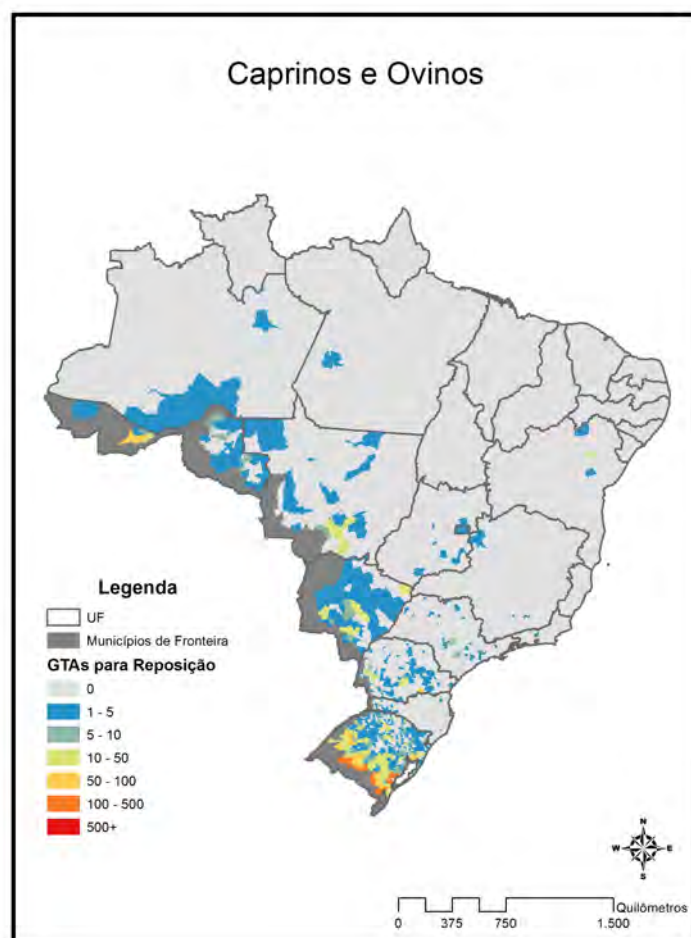 Caprinos e Ovinos
Legenda
UF
Municípios de Fronteira
GTAs para Reposição
0
1 - 5
5 - 10
10 - 50
50 - 100
100 - 500
500+
N
W E
S
Quilômetros
0 375 750 1.500